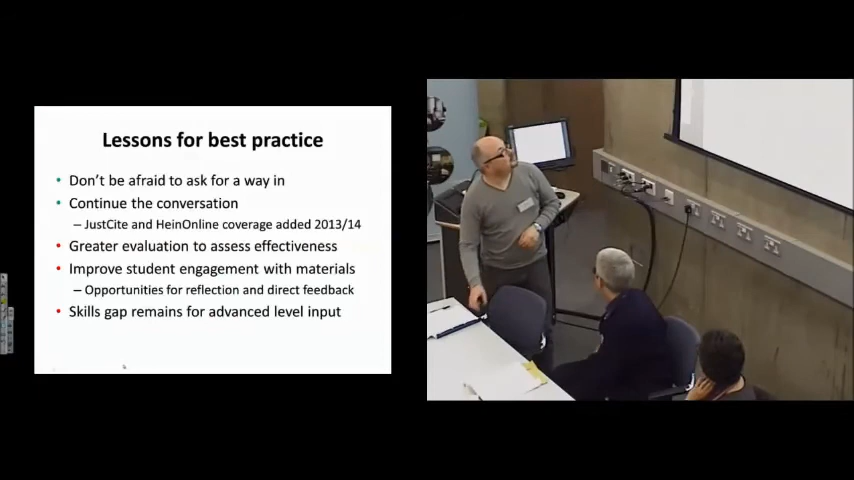 Lessons for best practice
• Don't be afraid to ask for a way in
• Continue the conversation
– JustCite and HeinOnline coverage added 2013/14
• Greater evaluation to assess effectiveness
• Improve student engagement with materials
– Opportunities for reflection and direct feedback
• Skills gap remains for advanced level input